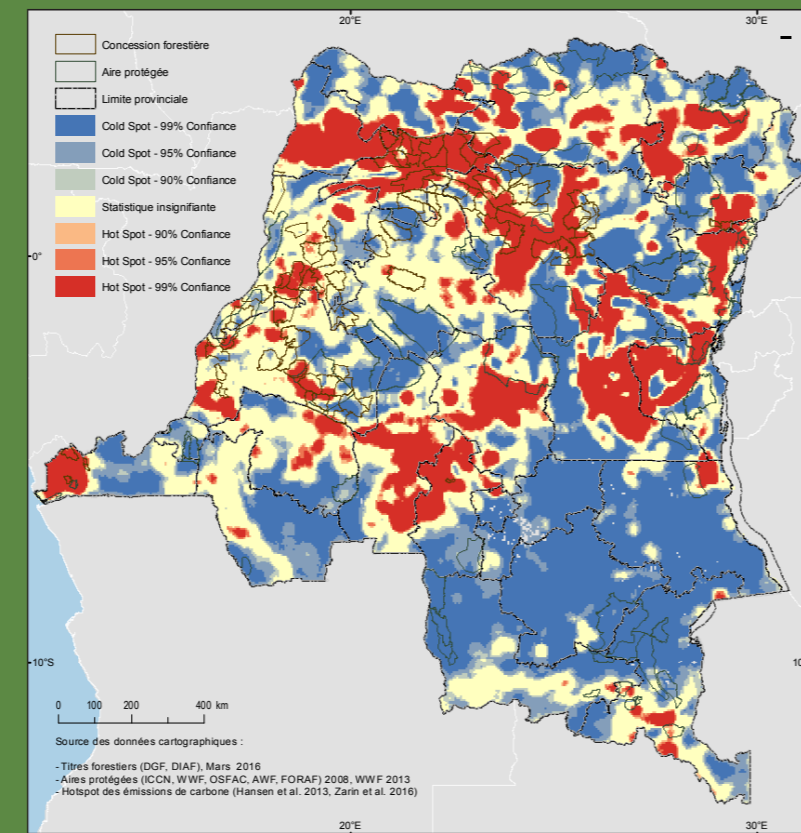 20°E 30°E
Concession forestière
Aire protégée
Limite provinciale
Cold Spot - 99% Confiance
Cold Spot - 95% Confiance
Cold Spot - 90% Confiance
Statistique insignifiante
Hot Spot - 90% Confiance
Hot Spot - 95% Confiance
Hot Spot - 99% Confiance
0°
10°S 10
0 100 200 400 km
Source des données cartographiques :
- Titres forestiers (DGF, DIAF), Mars 2016
- Aires protégées (ICCN, WWF, OSFAC, AWF, FORAF) 2008, WWF 2013
- Hotspot des émissions de carbone (Hansen et al. 2013, Zarin et al. 2016)
20°E 30°E